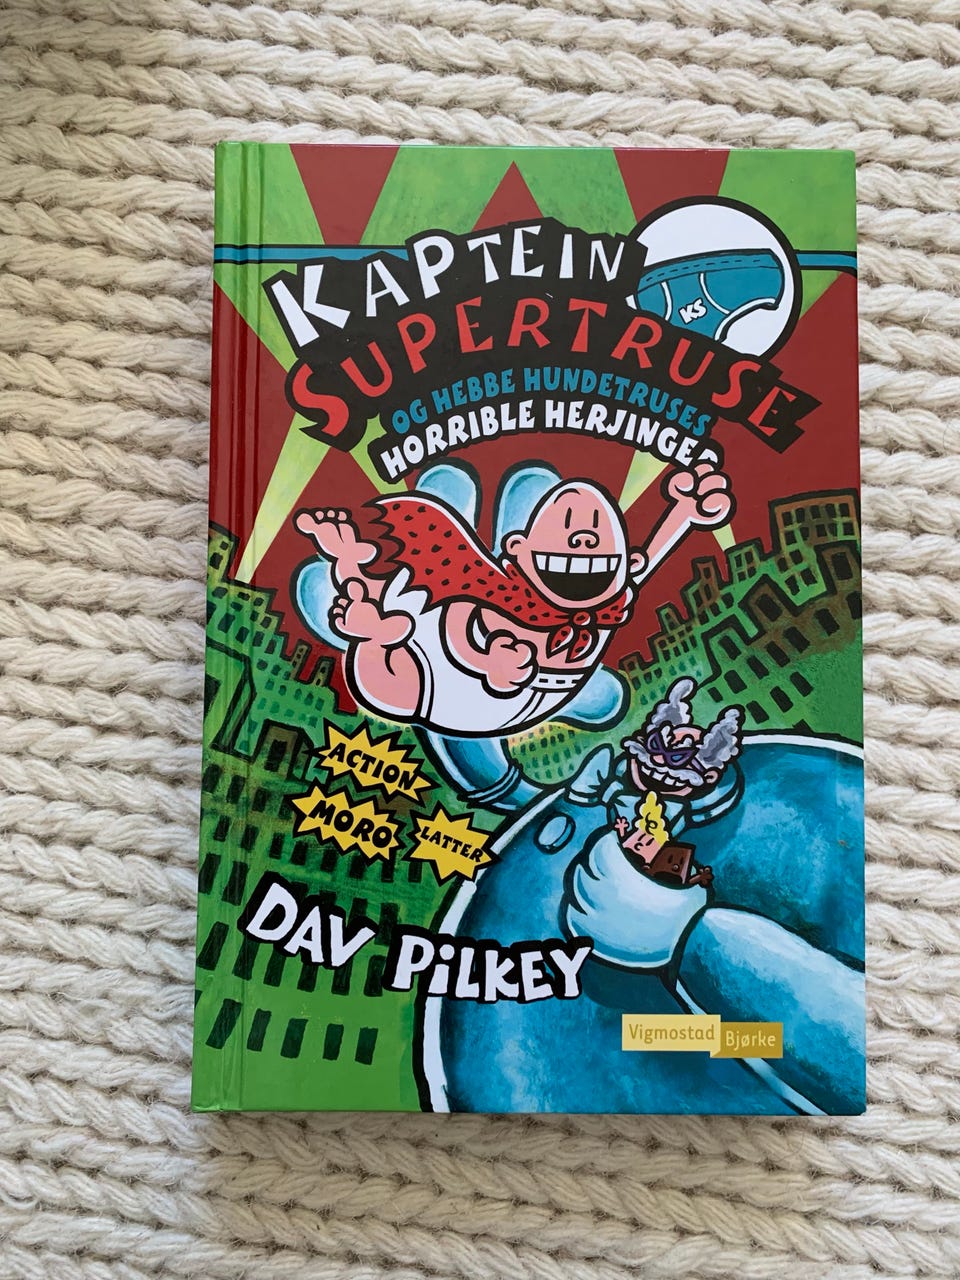 KAPTEIN
SUPERTRUSE
KS
OG HEBBE HUNDETRUSES
HORRIBLE HERJINGER
ACTION
MORO
LATTER
DAV PiLKEY
Vigmostad
Bjørke